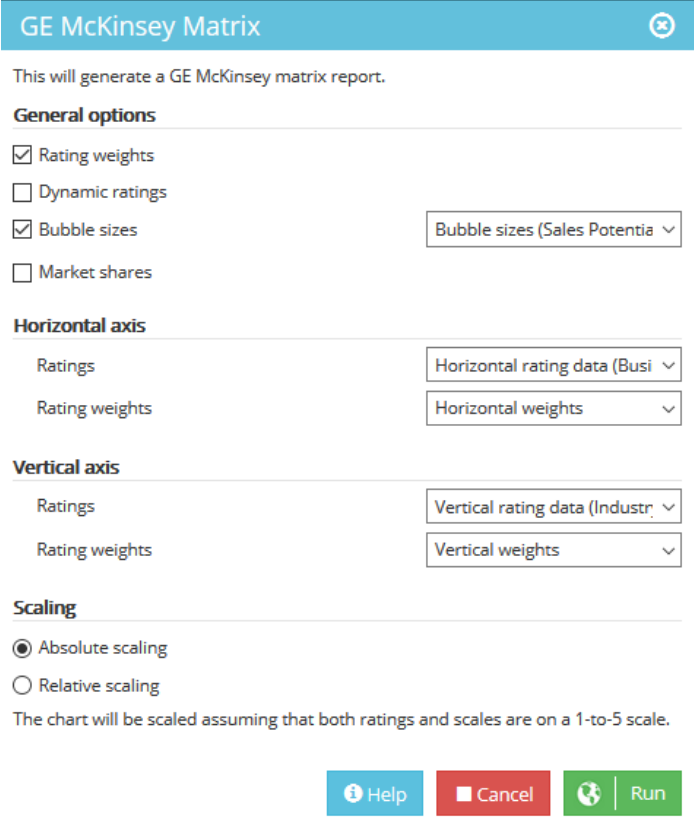 GE McKinsey Matrix
This will generate a GE McKinsey matrix report.
General options
Rating weights
Dynamic ratings
Bubble sizes Bubble sizes (Sales Potentia
Market shares
Horizontal axis
Ratings Horizontal rating data (Busi
Rating weights Horizontal weights
Vertical axis
Ratings Vertical rating data (Industr
Rating weights Vertical weights
Scaling
Absolute scaling
Relative scaling
The chart will be scaled assuming that both ratings and scales are on a 1-to-5 scale.
Help Cancel Run